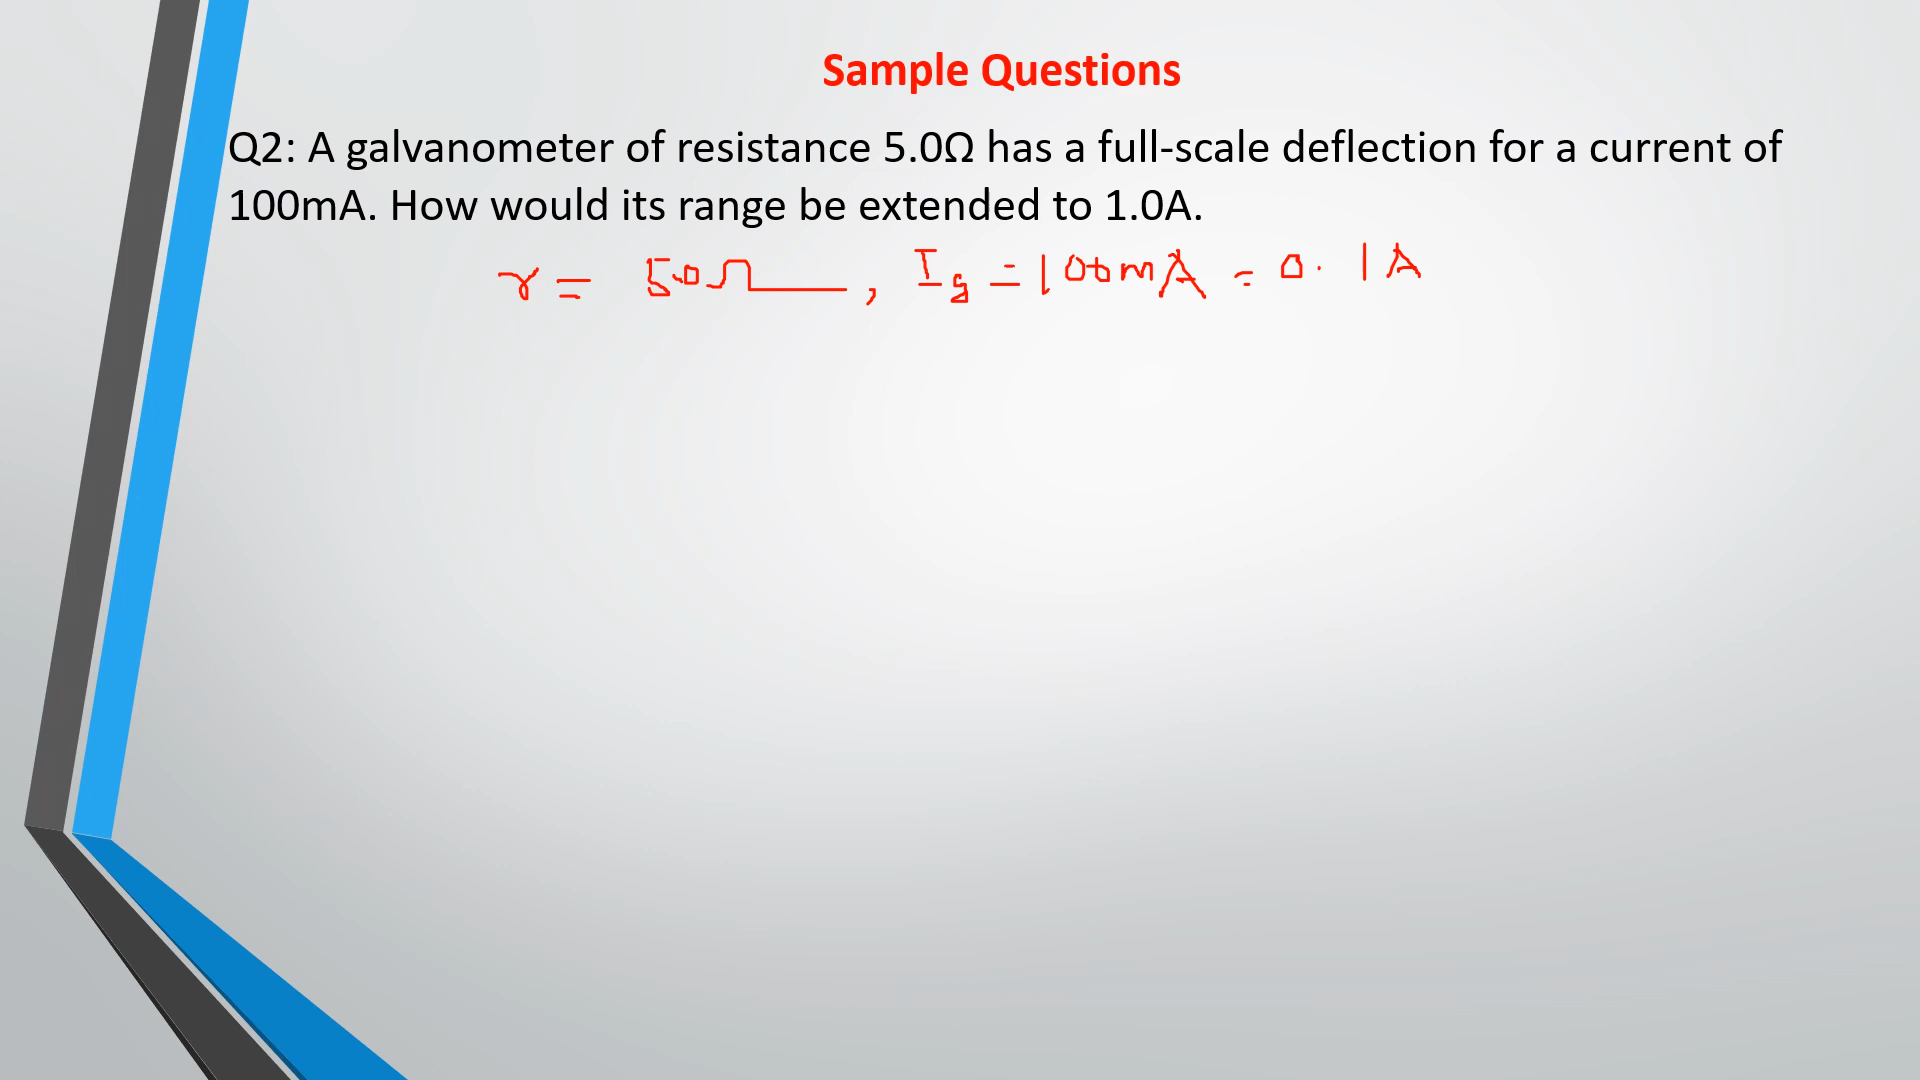 Sample Questions
Q2: A galvanometer of resistance 5.0Ω has a full-scale deflection for a current of
100mA. How would its range be extended to 1.0A.
r = 5.0Ω, Ig = 100mA = 0.1A